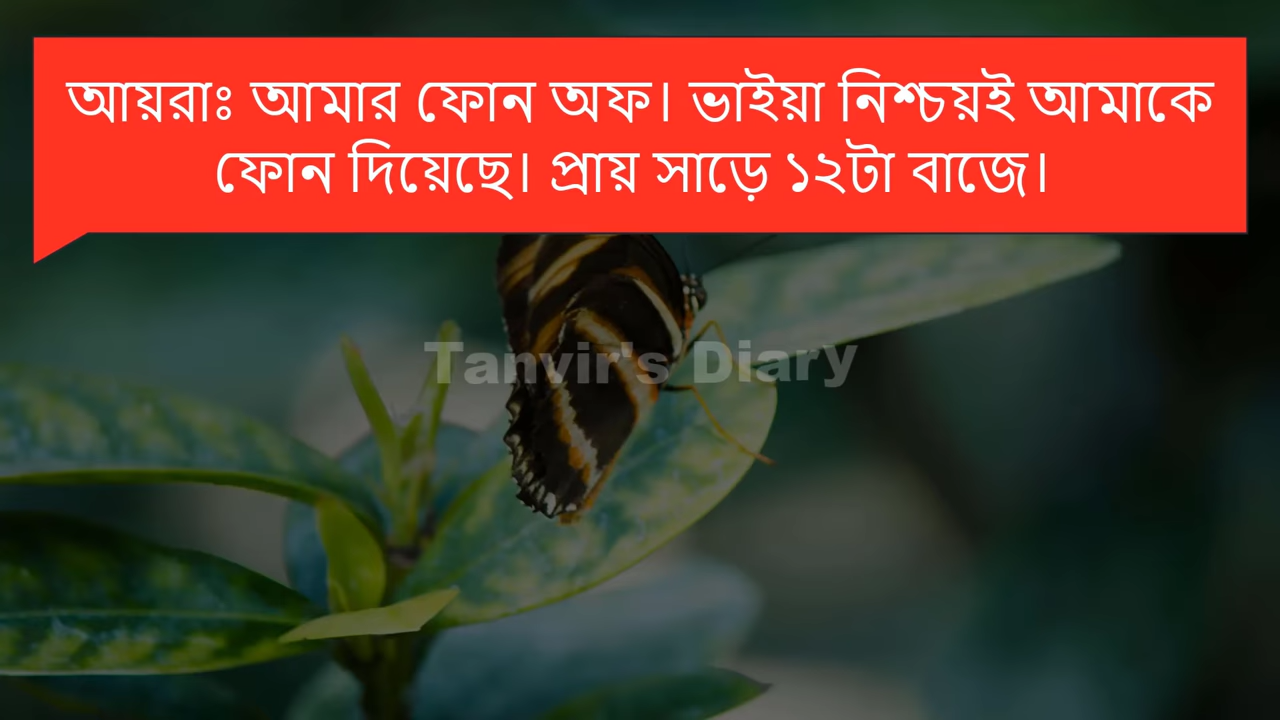 আয়রাঃ আমার ফোন অফ। ভাইয়া নিশ্চয়ই আমাকে
ফোন দিয়েছে। প্রায় সাড়ে ১২টা বাজে।
Tanvir's Diary